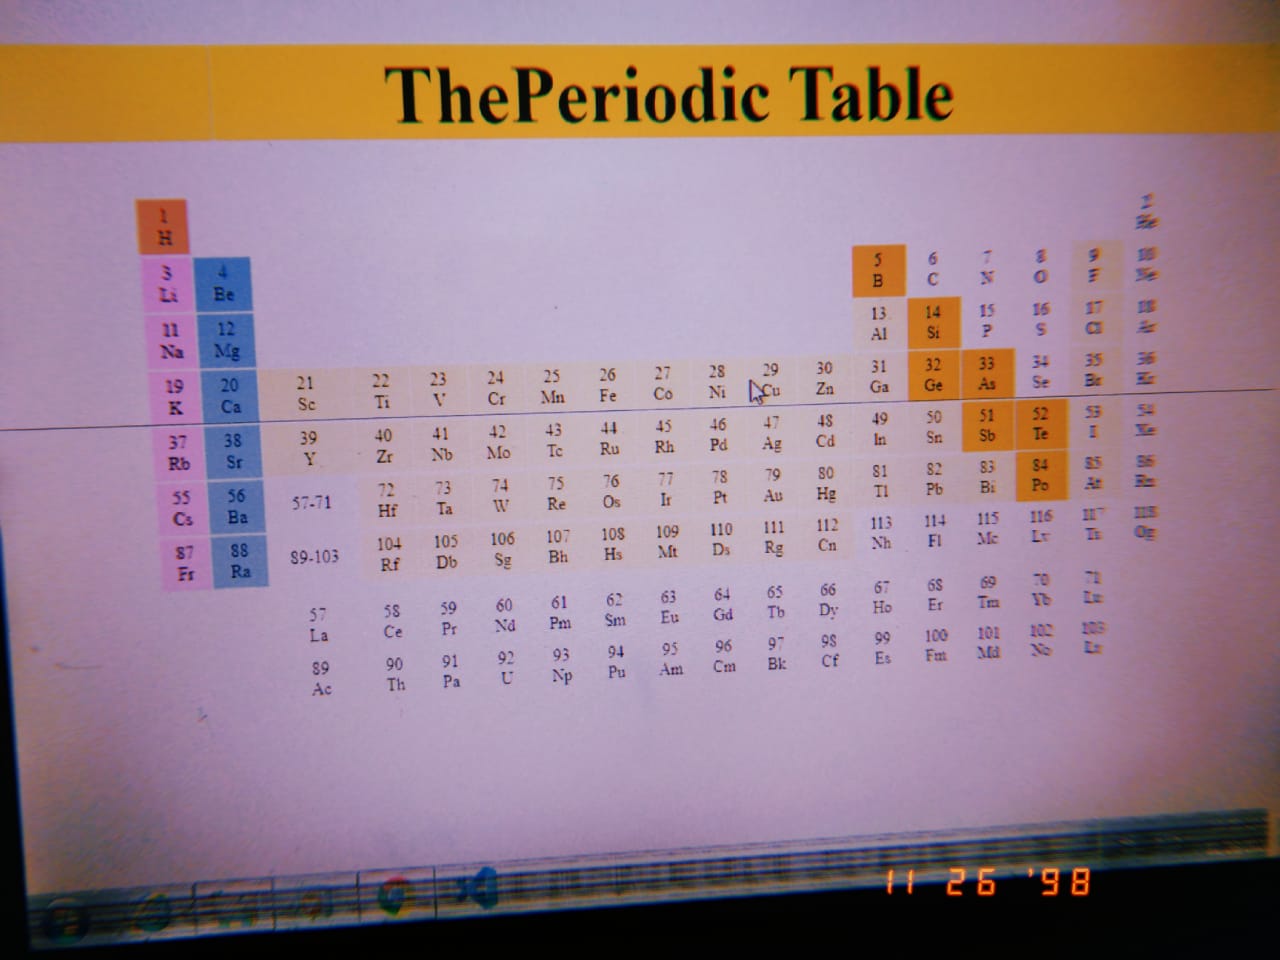 ThePeriodic Table
1 2
H He
3 4 5 6 7 8 9 10
Li Be B C N O F Ne
11 12 13 14 15 16 17 18
Na Mg Al Si P S Cl Ar
19 20 21 22 23 24 25 26 27 28 29 30 31 32 33 34 35 36
K Ca Sc Ti V Cr Mn Fe Co Ni Cu Zn Ga Ge As Se Br Kr
37 38 39 40 41 42 43 44 45 46 47 48 49 50 51 52 53 54
Rb Sr Y Zr Nb Mo Tc Ru Rh Pd Ag Cd In Sn Sb Te I Xe
55 56 57-71 72 73 74 75 76 77 78 79 80 81 82 83 84 85 86
Cs Ba Hf Ta W Re Os Ir Pt Au Hg Tl Pb Bi Po At Rn
87 88 89-103 104 105 106 107 108 109 110 111 112 113 114 115 116 117 118
Fr Ra Rf Db Sg Bh Hs Mt Ds Rg Cn Nh Fl Mc Lv Ts Og
57 58 59 60 61 62 63 64 65 66 67 68 69 70 71
La Ce Pr Nd Pm Sm Eu Gd Tb Dy Ho Er Tm Yb Lu
89 90 91 92 93 94 95 96 97 98 99 100 101 102 103
Ac Th Pa U Np Pu Am Cm Bk Cf Es Fm Md No Lr
11 26 '98